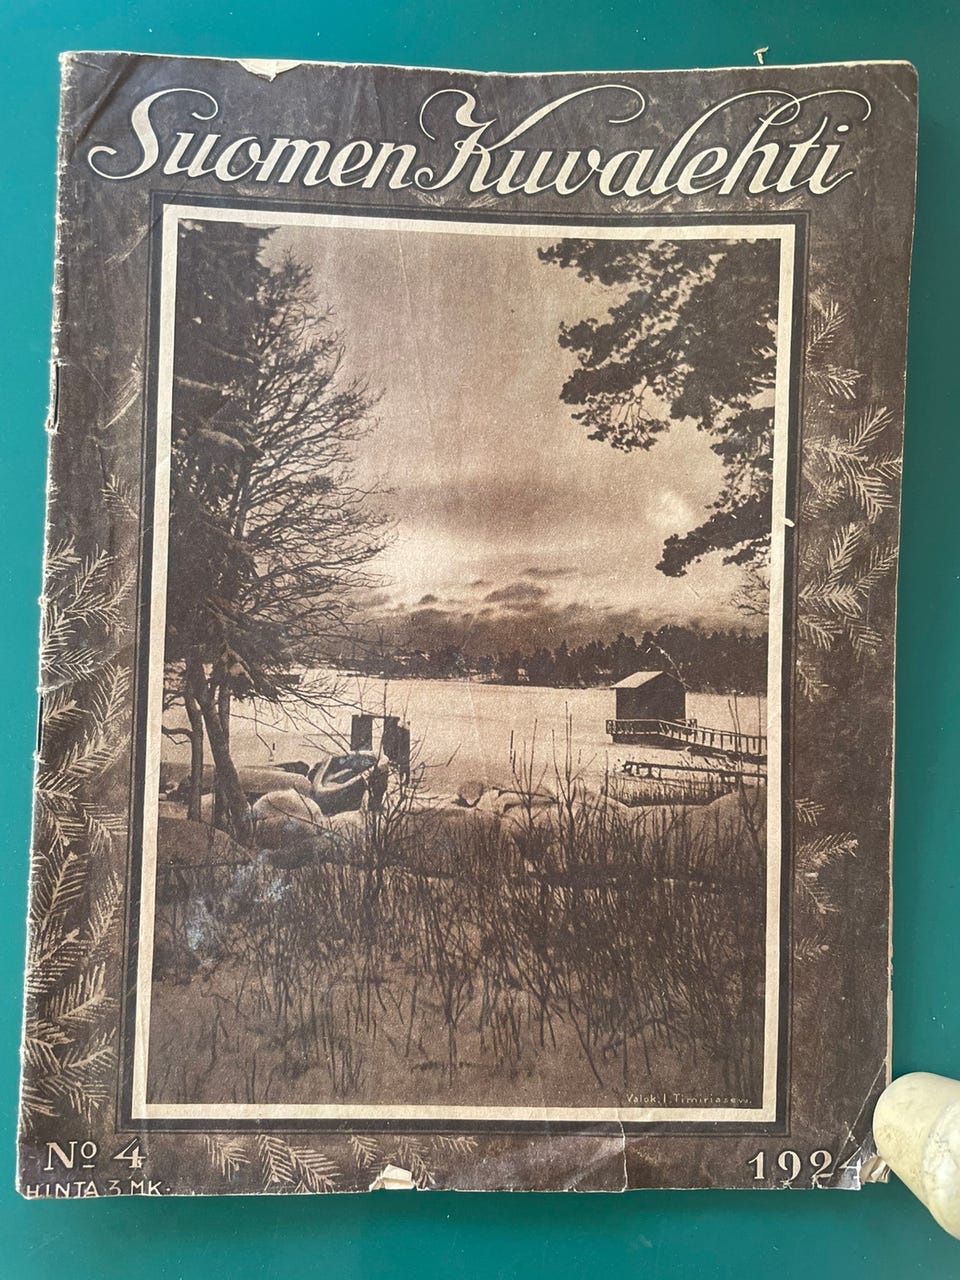 Suomen Kuvalehti
Valok. I. Timiriasew.
No 4
1924
HINTA 3 MK.